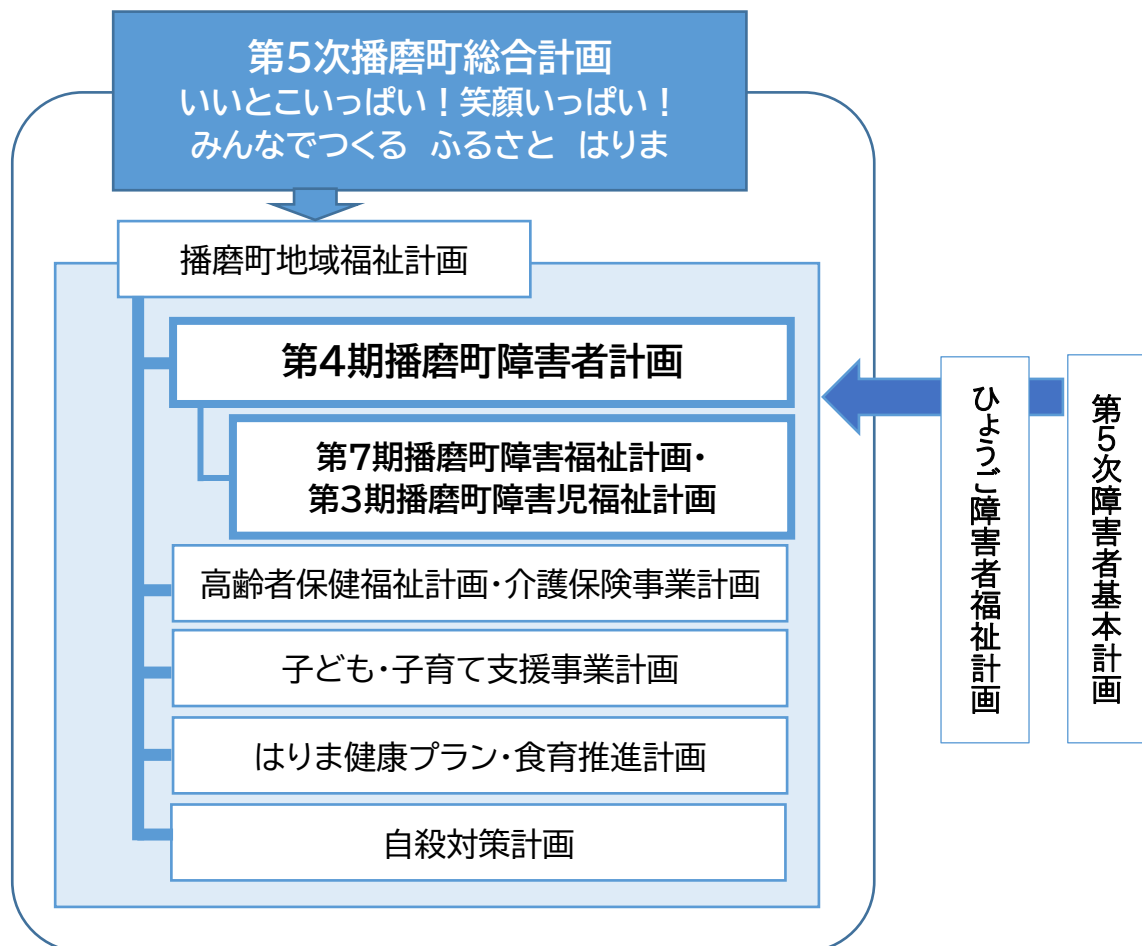 第5次播磨町総合計画
いいとこいっぱい！笑顔いっぱい！
みんなでつくる　ふるさと　はりま
播磨町地域福祉計画
第4期播磨町障害者計画
第7期播磨町障害福祉計画・
第3期播磨町障害児福祉計画
高齢者保健福祉計画・介護保険事業計画
子ども・子育て支援事業計画
はりま健康プラン・食育推進計画
自殺対策計画
ひょうご障害者福祉計画
第5次障害者基本計画